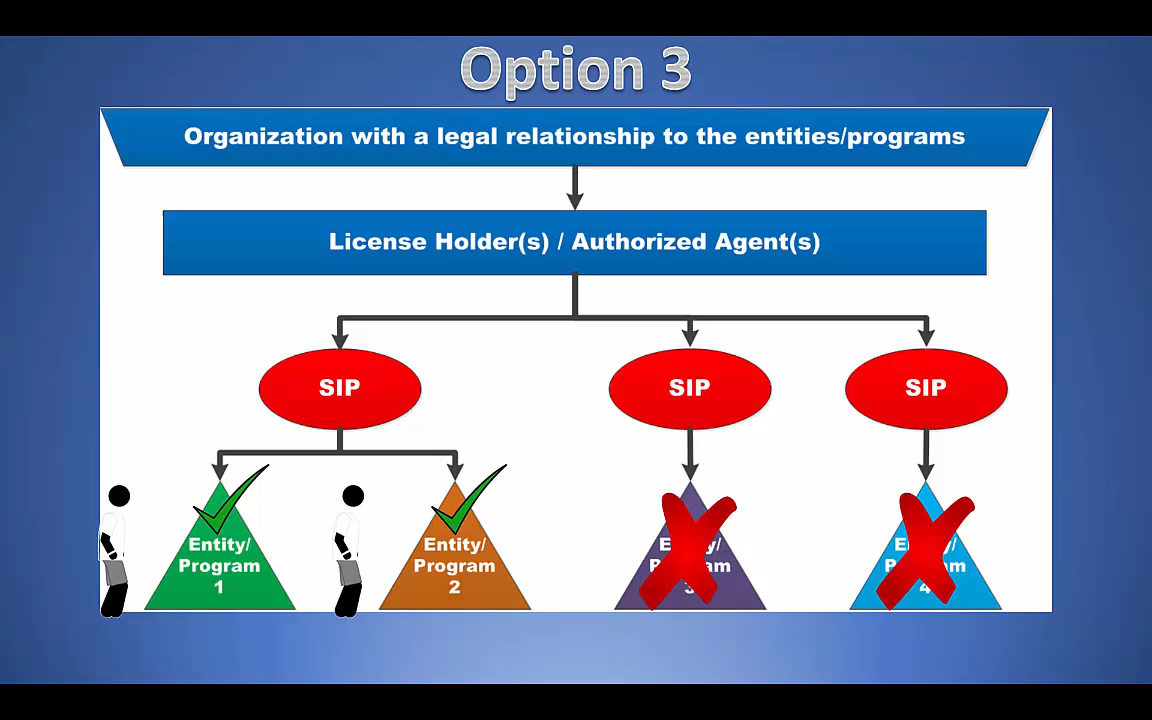 Option 3
Organization with a legal relationship to the entities/programs
License Holder(s) / Authorized Agent(s)
SIP
SIP
SIP
Entity/
Program
1
Entity/
Program
2